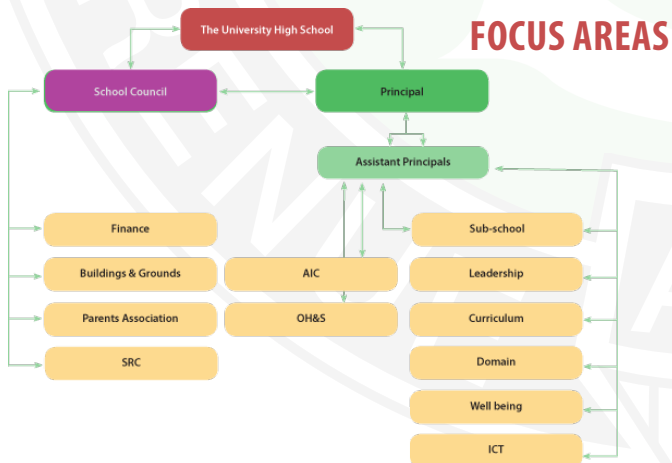 The University High School
FOCUS AREAS
School Council
Principal
Assistant Principals
Finance
Sub-school
Buildings & Grounds
AIC
Leadership
Parents Association
OH&S
Curriculum
SRC
Domain
Well being
ICT